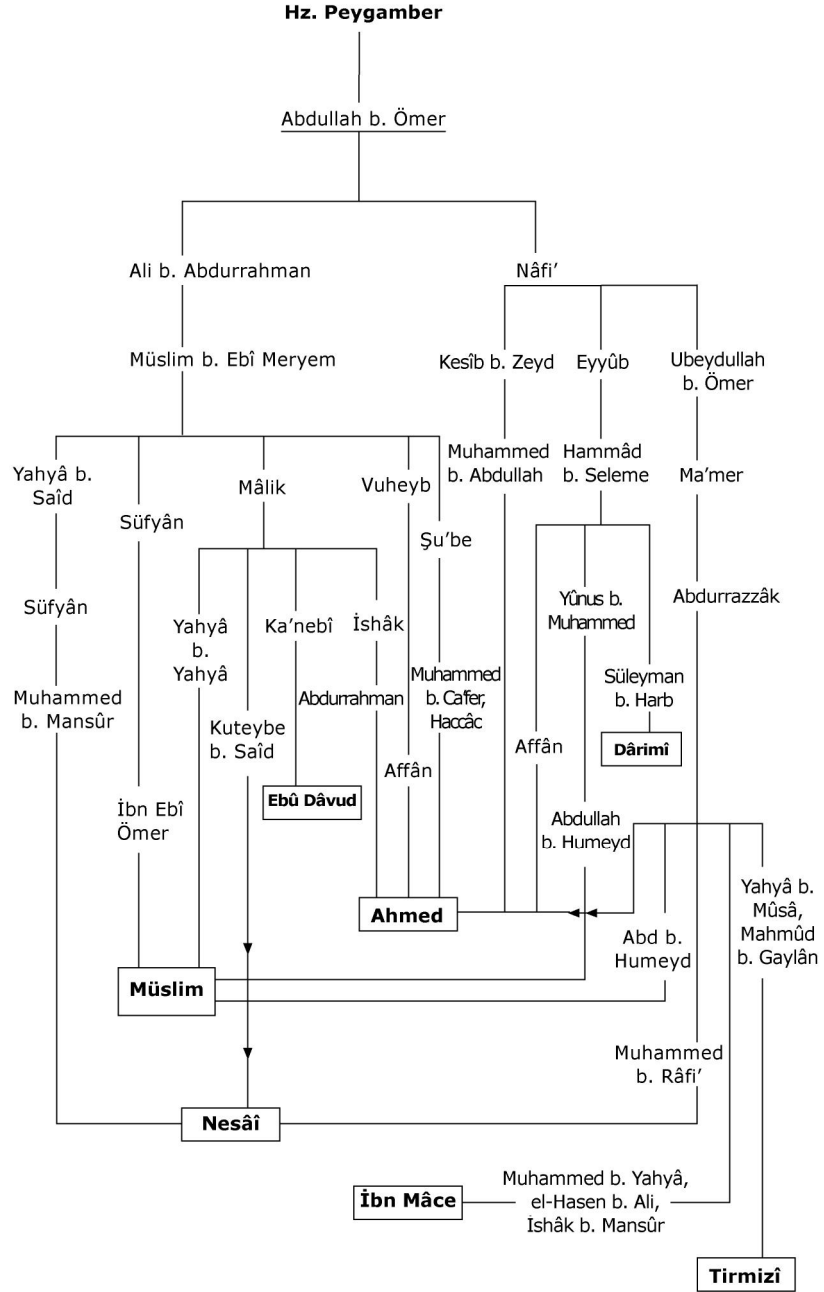 Hz. Peygamber
Abdullah b. Ömer
Ali b. Abdurrahman
Nâfi’
Müslim b. Ebî Meryem
Kesîb b. Zeyd
Eyyûb
Ubeydullah
b. Ömer
Yahyâ b.
Saîd
Süfyân
Mâlik
Vuheyb
Şu’be
Muhammed
b. Abdullah
Hammâd
b. Seleme
Ma’mer
Süfyân
Yahyâ
b.
Yahyâ
Ka’nebî
İshâk
Yûnus b.
Muhammed
Abdurrazzâk
Muhammed
b. Mansûr
Kuteybe
b. Saîd
Abdurrahman
Muhammed
b. Ca’fer,
Haccâc
Süleyman
b. Harb
Affân
Affân
Dârimî
İbn Ebî
Ömer
Ebû Dâvud
Abdullah
b. Humeyd
Ahmed
Abd b.
Humeyd
Yahyâ b.
Mûsâ,
Mahmûd
b. Gaylân
Müslim
Muhammed
b. Râfi’
Nesâî
İbn Mâce
Muhammed b. Yahyâ,
el-Hasen b. Ali,
İshâk b. Mansûr
Tirmizî